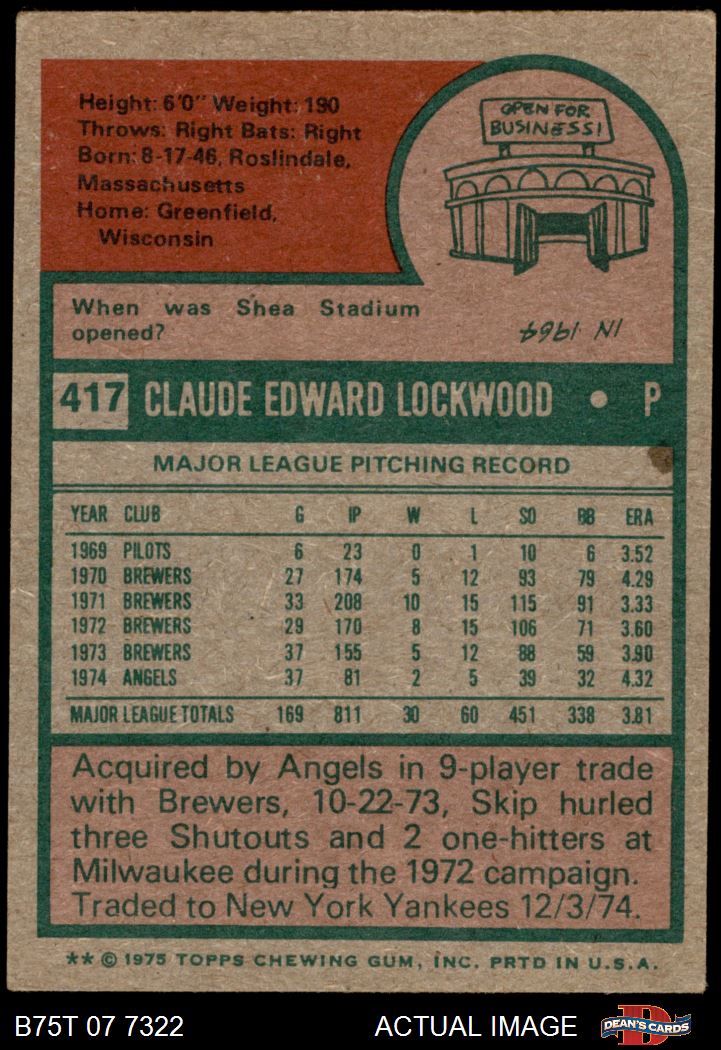 Height: 6'0" Weight: 190
Throws: Right Bats: Right
Born: 8-17-46, Roslindale,
Massachusetts
Home: Greenfield,
Wisconsin
OPEN FOR
BUSINESS!
When was Shea Stadium
opened?
IN 1964
417 CLAUDE EDWARD LOCKWOOD • P
MAJOR LEAGUE PITCHING RECORD
YEAR CLUB G IP W L SO BB ERA
1969 PILOTS 6 23 0 1 10 6 3.52
1970 BREWERS 27 174 5 12 93 79 4.29
1971 BREWERS 33 208 10 15 115 91 3.33
1972 BREWERS 29 170 8 15 106 71 3.60
1973 BREWERS 37 155 5 12 88 59 3.90
1974 ANGELS 37 81 2 5 39 32 4.32
MAJOR LEAGUE TOTALS 169 811 30 60 451 338 3.81
Acquired by Angels in 9-player trade
with Brewers, 10-22-73, Skip hurled
three Shutouts and 2 one-hitters at
Milwaukee during the 1972 campaign.
Traded to New York Yankees 12/3/74.
** © 1975 TOPPS CHEWING GUM, INC. PRTD IN U.S.A.
B75T 07 7322 ACTUAL IMAGE DEAN'S CARDS